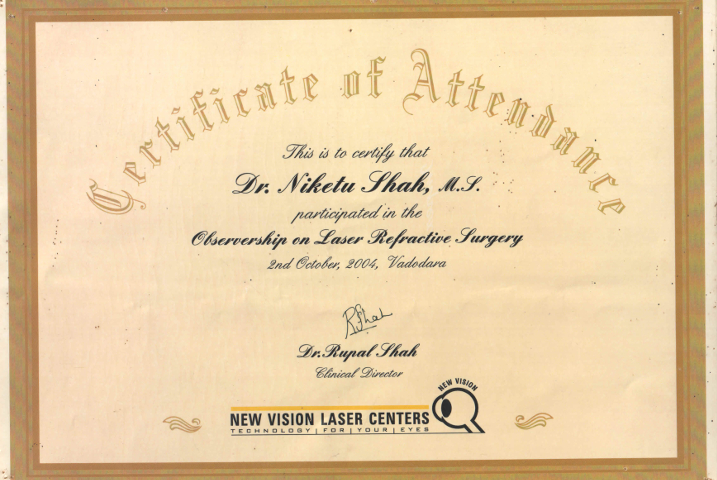 Certificate of Attendance
This is to certify that
Dr. Niketu Shah, M.S.
participated in the
Observership on Laser Refractive Surgery
2nd October, 2004, Vadodara
RShah
Dr. Rupal Shah
Clinical Director
NEW VISION
NEW VISION LASER CENTERS
TECHNOLOGY | FOR | YOUR | EYES